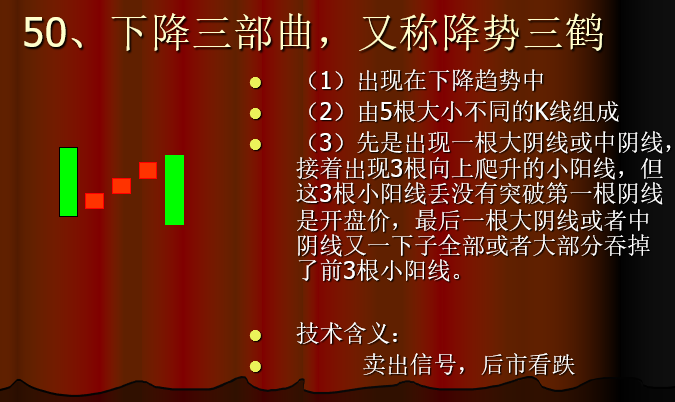 50、下降三部曲，又称降势三鹤
（1）出现在下降趋势中
（2）由5根大小不同的K线组成
（3）先是出现一根大阴线或中阴线，
接着出现3根向上爬升的小阳线，但
这3根小阳线丢没有突破第一根阴线
是开盘价，最后一根大阴线或者中
阴线又一下子全部或者大部分吞掉
了前3根小阳线。
技术含义：
卖出信号，后市看跌